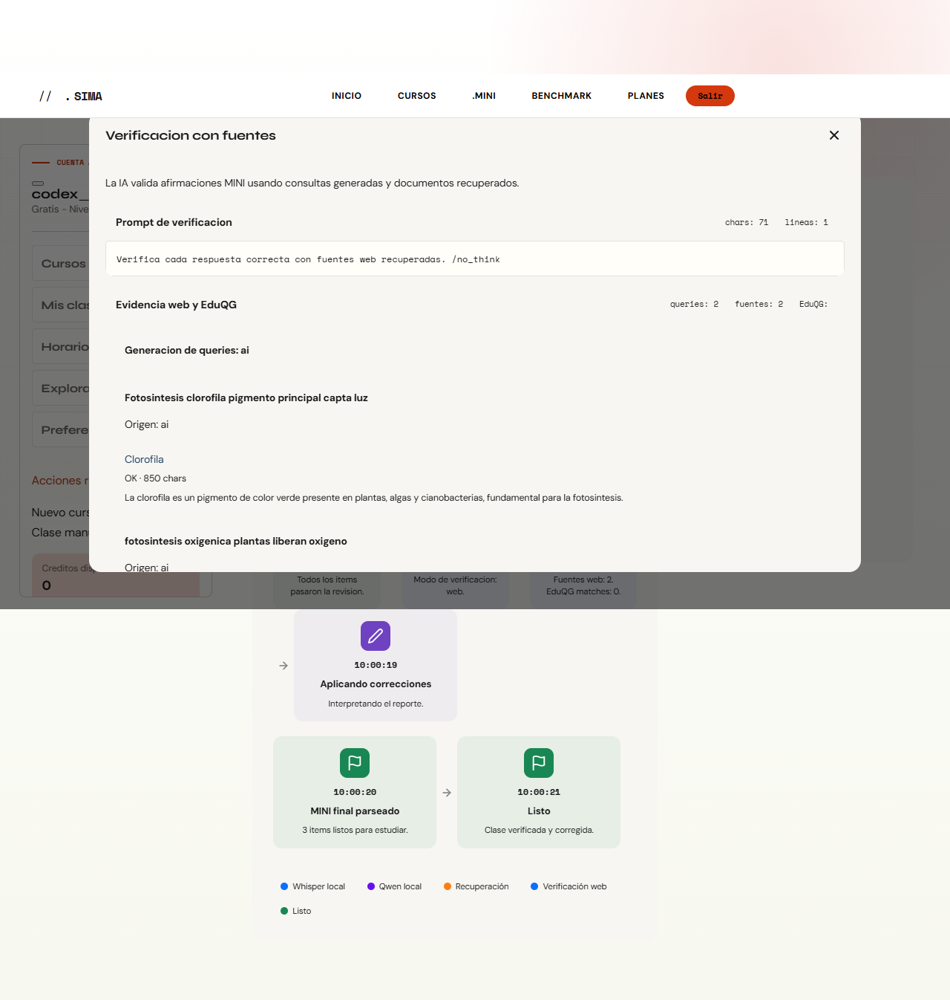 // . SIMA
INICIO CURSOS .MINI BENCHMARK PLANES Salir
CUENTA
codex_
Gratis - Nive
Cursos
Mis clas
Horario
Explora
Prefere
Acciones r
Nuevo curs
Clase manu
Creditos dis
0
Verificacion con fuentes
La IA valida afirmaciones MINI usando consultas generadas y documentos recuperados.
Prompt de verificacion chars: 71 lineas: 1
Verifica cada respuesta correcta con fuentes web recuperadas. /no_think
Evidencia web y EduQG queries: 2 fuentes: 2 EduQG:
Generacion de queries: ai
Fotosintesis clorofila pigmento principal capta luz
Origen: ai
Clorofila
OK · 850 chars
La clorofila es un pigmento de color verde presente en plantas, algas y cianobacterias, fundamental para la fotosintesis.
fotosintesis oxigenica plantas liberan oxigeno
Origen: ai
Todos los items
pasaron la revision.
Modo de verificacion:
web.
Fuentes web: 2.
EduQG matches: 0.
10:00:19
Aplicando correcciones
Interpretando el reporte.
10:00:20
MINI final parseado
3 items listos para estudiar.
10:00:21
Listo
Clase verificada y corregida.
Whisper local Qwen local Recuperación Verificación web
Listo